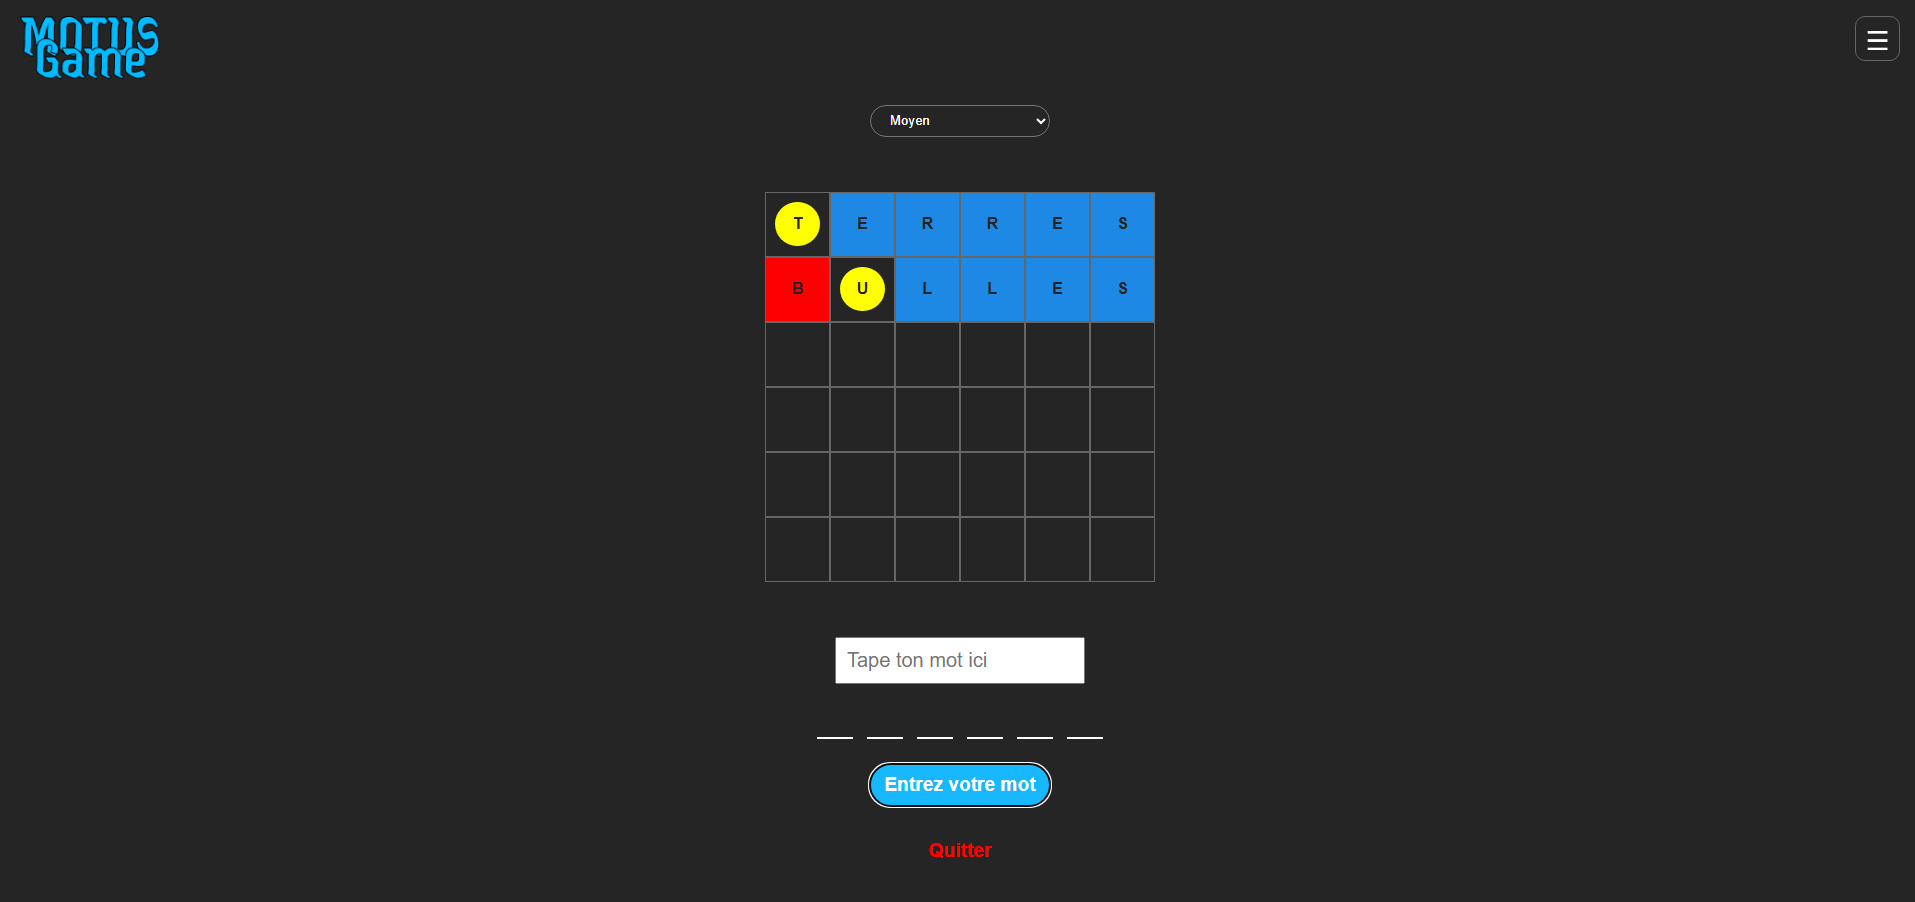 MOTUS
Game
☰
Moyen
T E R R E S
B U L L E S
Tape ton mot ici
Entrez votre mot
Quitter